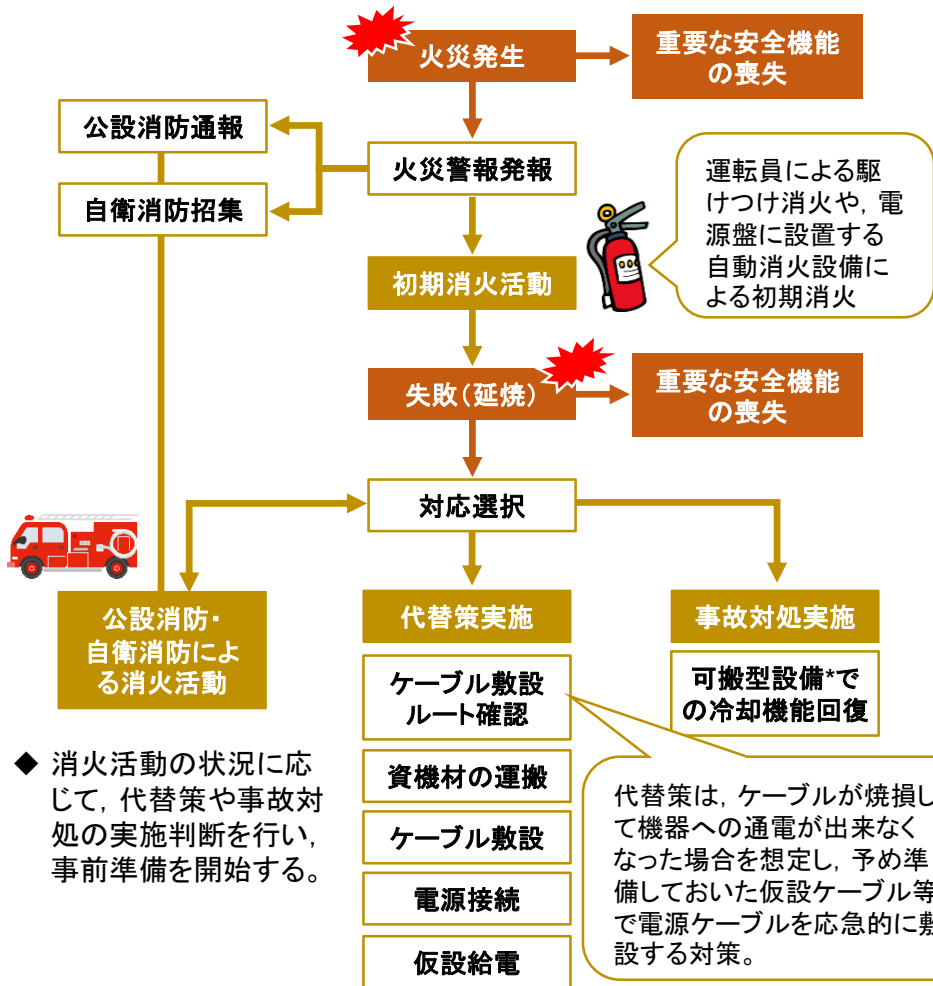 火災発生
重要な安全機能
の喪失
公設消防通報
火災警報発報
自衛消防招集
運転員による駆
けつけ消火や，電
源盤に設置する
自動消火設備に
よる初期消火
初期消火活動
失敗（延焼）
重要な安全機能
の喪失
対応選択
公設消防・
自衛消防によ
る消火活動
代替策実施
事故対処実施
ケーブル敷設
ルート確認
可搬型設備*で
の冷却機能回復
◆ 消火活動の状況に応
じて，代替策や事故対
処の実施判断を行い，
事前準備を開始する。
資機材の運搬
ケーブル敷設
電源接続
仮設給電
代替策は，ケーブルが焼損し
て機器への通電が出来なく
なった場合を想定し，予め準
備しておいた仮設ケーブル等
で電源ケーブルを応急的に敷
設する対策。